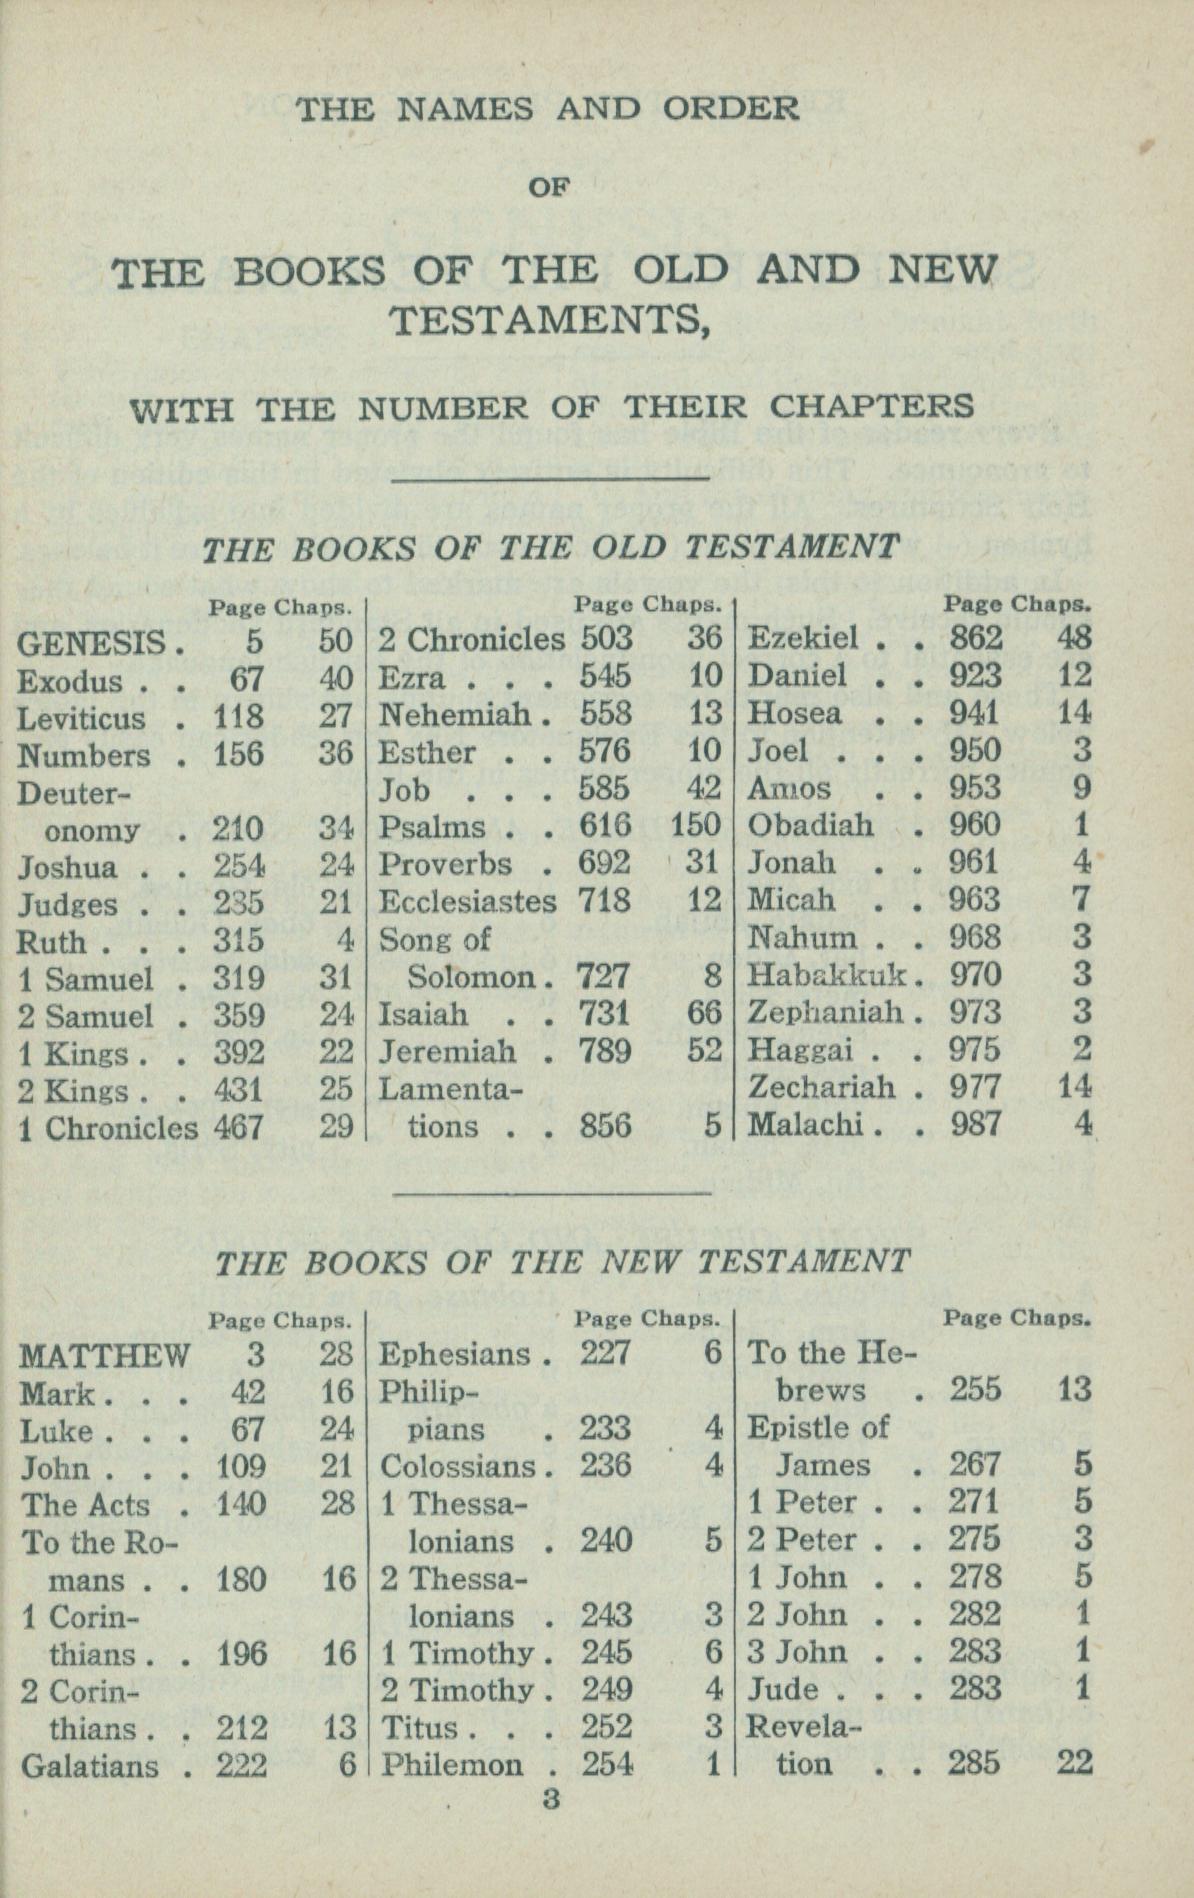 THE NAMES AND ORDER
OF
THE BOOKS OF THE OLD AND NEW
TESTAMENTS,
WITH THE NUMBER OF THEIR CHAPTERS
THE BOOKS OF THE OLD TESTAMENT
Page Chaps.
GENESIS . 5 50
Exodus . . 67 40
Leviticus . 118 27
Numbers . 156 36
Deuter-
onomy . 210 34
Joshua . . 254 24
Judges . . 285 21
Ruth . . . 315 4
1 Samuel . 319 31
2 Samuel . 359 24
1 Kings . . 392 22
2 Kings . . 431 25
1 Chronicles 467 29
Page Chaps.
2 Chronicles 503 36
Ezra . . . 545 10
Nehemiah . 558 13
Esther . . 576 10
Job . . . 585 42
Psalms . . 616 150
Proverbs . 692 31
Ecclesiastes 718 12
Song of
Solomon . 727 8
Isaiah . . 731 66
Jeremiah . 789 52
Lamenta-
tions . . 856 5
Page Chaps.
Ezekiel . . 862 48
Daniel . . 923 12
Hosea . . 941 14
Joel . . . 950 3
Amos . . 953 9
Obadiah . 960 1
Jonah . . 961 4
Micah . . 963 7
Nahum . . 968 3
Habakkuk . 970 3
Zephaniah . 973 3
Haggai . . 975 2
Zechariah . 977 14
Malachi . . 987 4
THE BOOKS OF THE NEW TESTAMENT
Page Chaps.
MATTHEW 3 28
Mark . . . 42 16
Luke . . . 67 24
John . . . 109 21
The Acts . 140 28
To the Ro-
mans . . 180 16
1 Corin-
thians . . 196 16
2 Corin-
thians . . 212 13
Galatians . 222 6
Page Chaps.
Ephesians . 227 6
Philip-
pians . 233 4
Colossians . 236 4
1 Thessa-
lonians . 240 5
2 Thessa-
lonians . 243 3
1 Timothy . 245 6
2 Timothy . 249 4
Titus . . . 252 3
Philemon . 254 1
Page Chaps.
To the He-
brews . 255 13
Epistle of
James . 267 5
1 Peter . . 271 5
2 Peter . . 275 3
1 John . . 278 5
2 John . . 282 1
3 John . . 283 1
Jude . . . 283 1
Revela-
tion . . 285 22
3